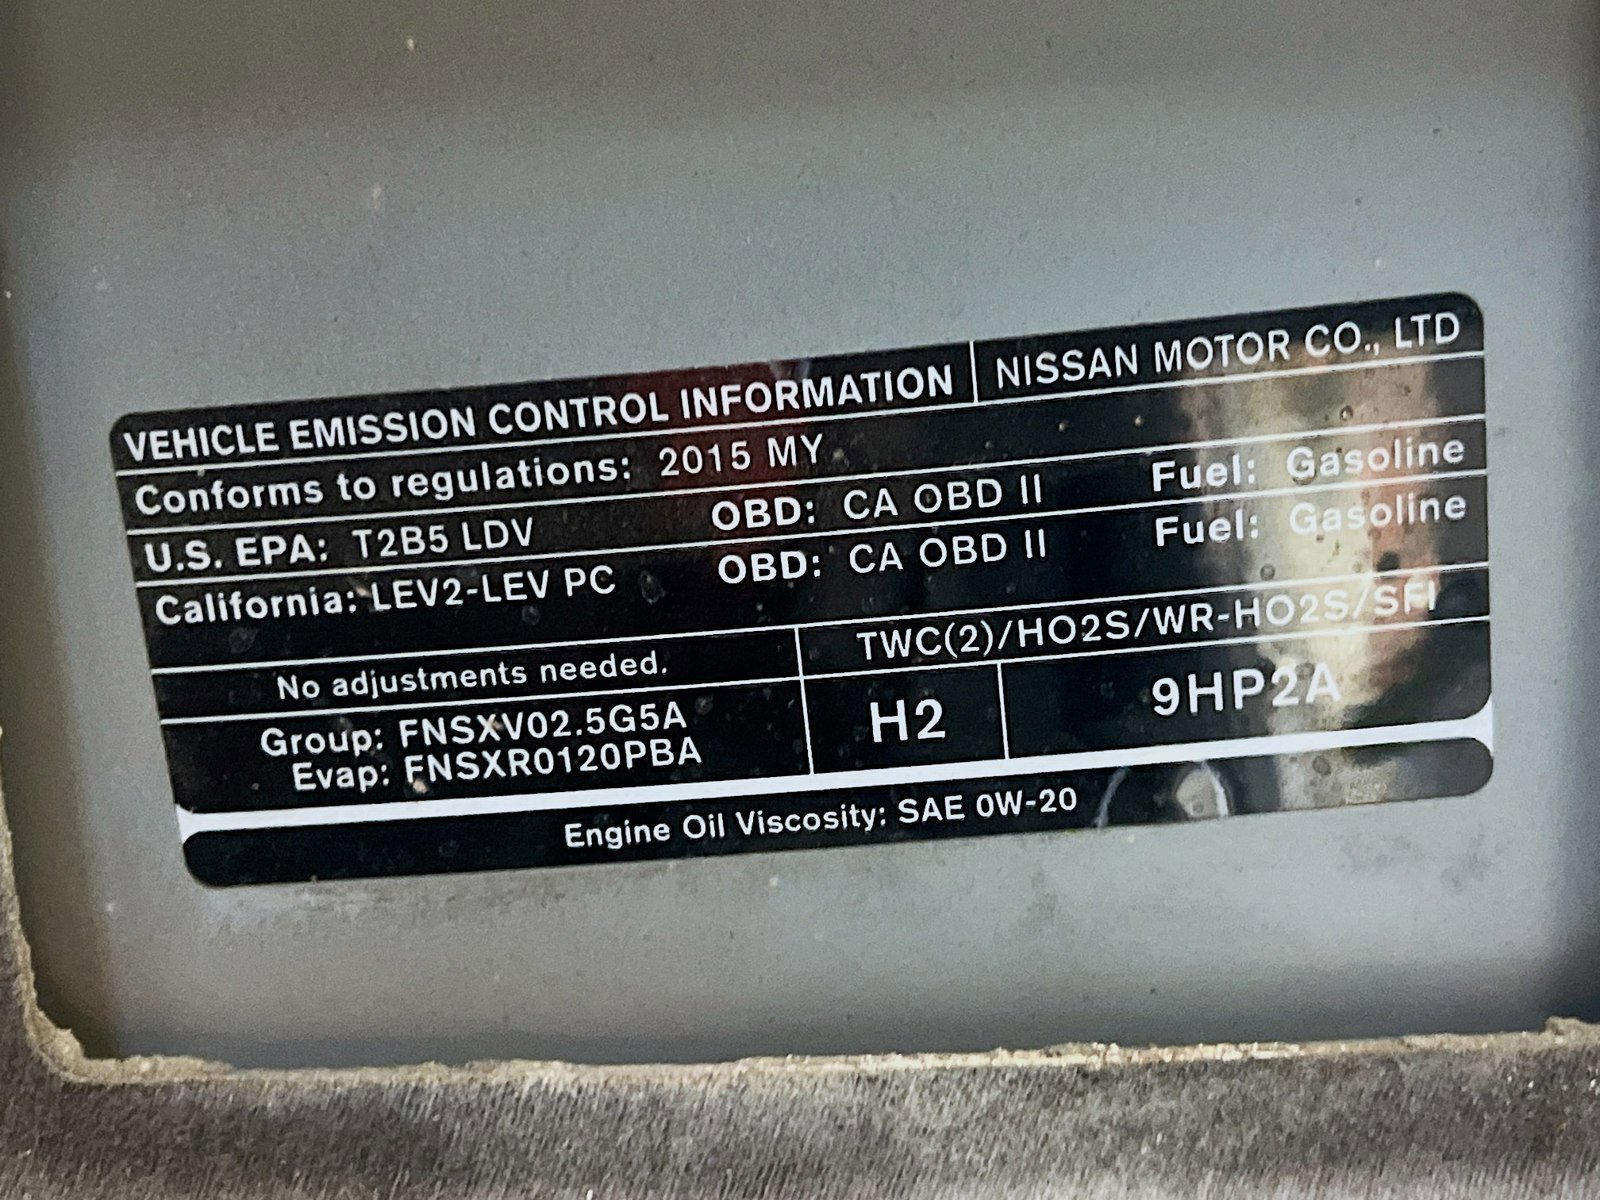 VEHICLE EMISSION CONTROL INFORMATION NISSAN MOTOR CO., LTD
Conforms to regulations: 2015 MY
U.S. EPA: T2B5 LDV OBD: CA OBD II Fuel: Gasoline
California: LEV2-LEV PC OBD: CA OBD II Fuel: Gasoline
No adjustments needed. TWC(2)/HO2S/WR-HO2S/SFI
Group: FNSXV02.5G5A H2 9HP2A
Evap: FNSXR0120PBA
Engine Oil Viscosity: SAE 0W-20